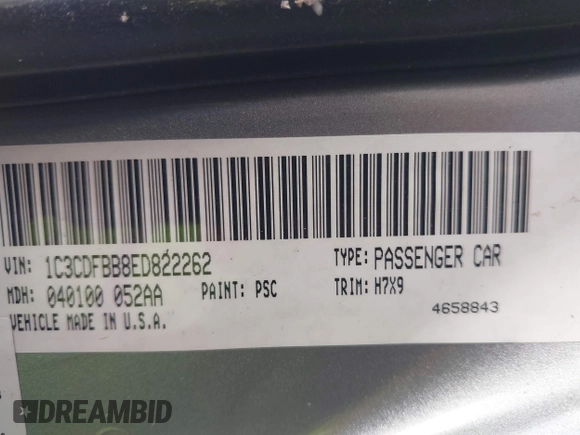 VIN: 1C3CDFBB8ED822262 TYPE: PASSENGER CAR
MDH: 040100 052AA PAINT: PSC TRIM: H7X9
VEHICLE MADE IN U.S.A. 4658843
DREAMBID